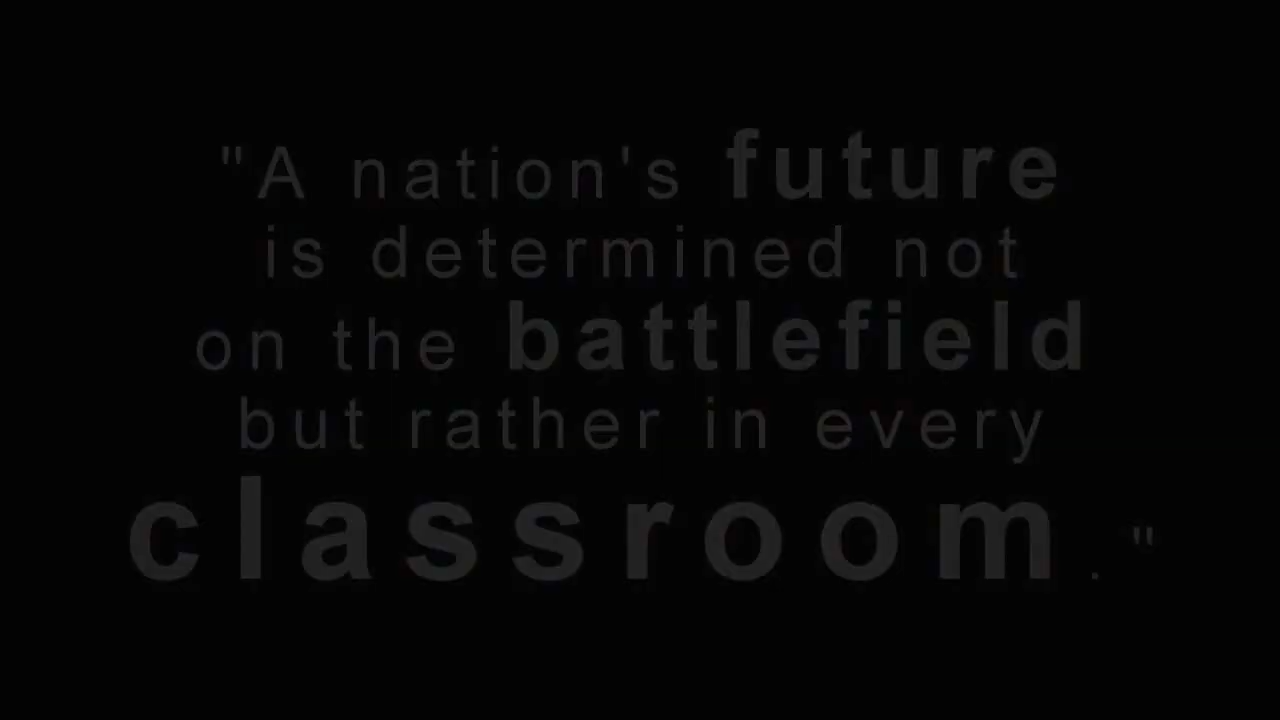 "A nation's future
is determined not
on the battlefield
but rather in every
classroom."